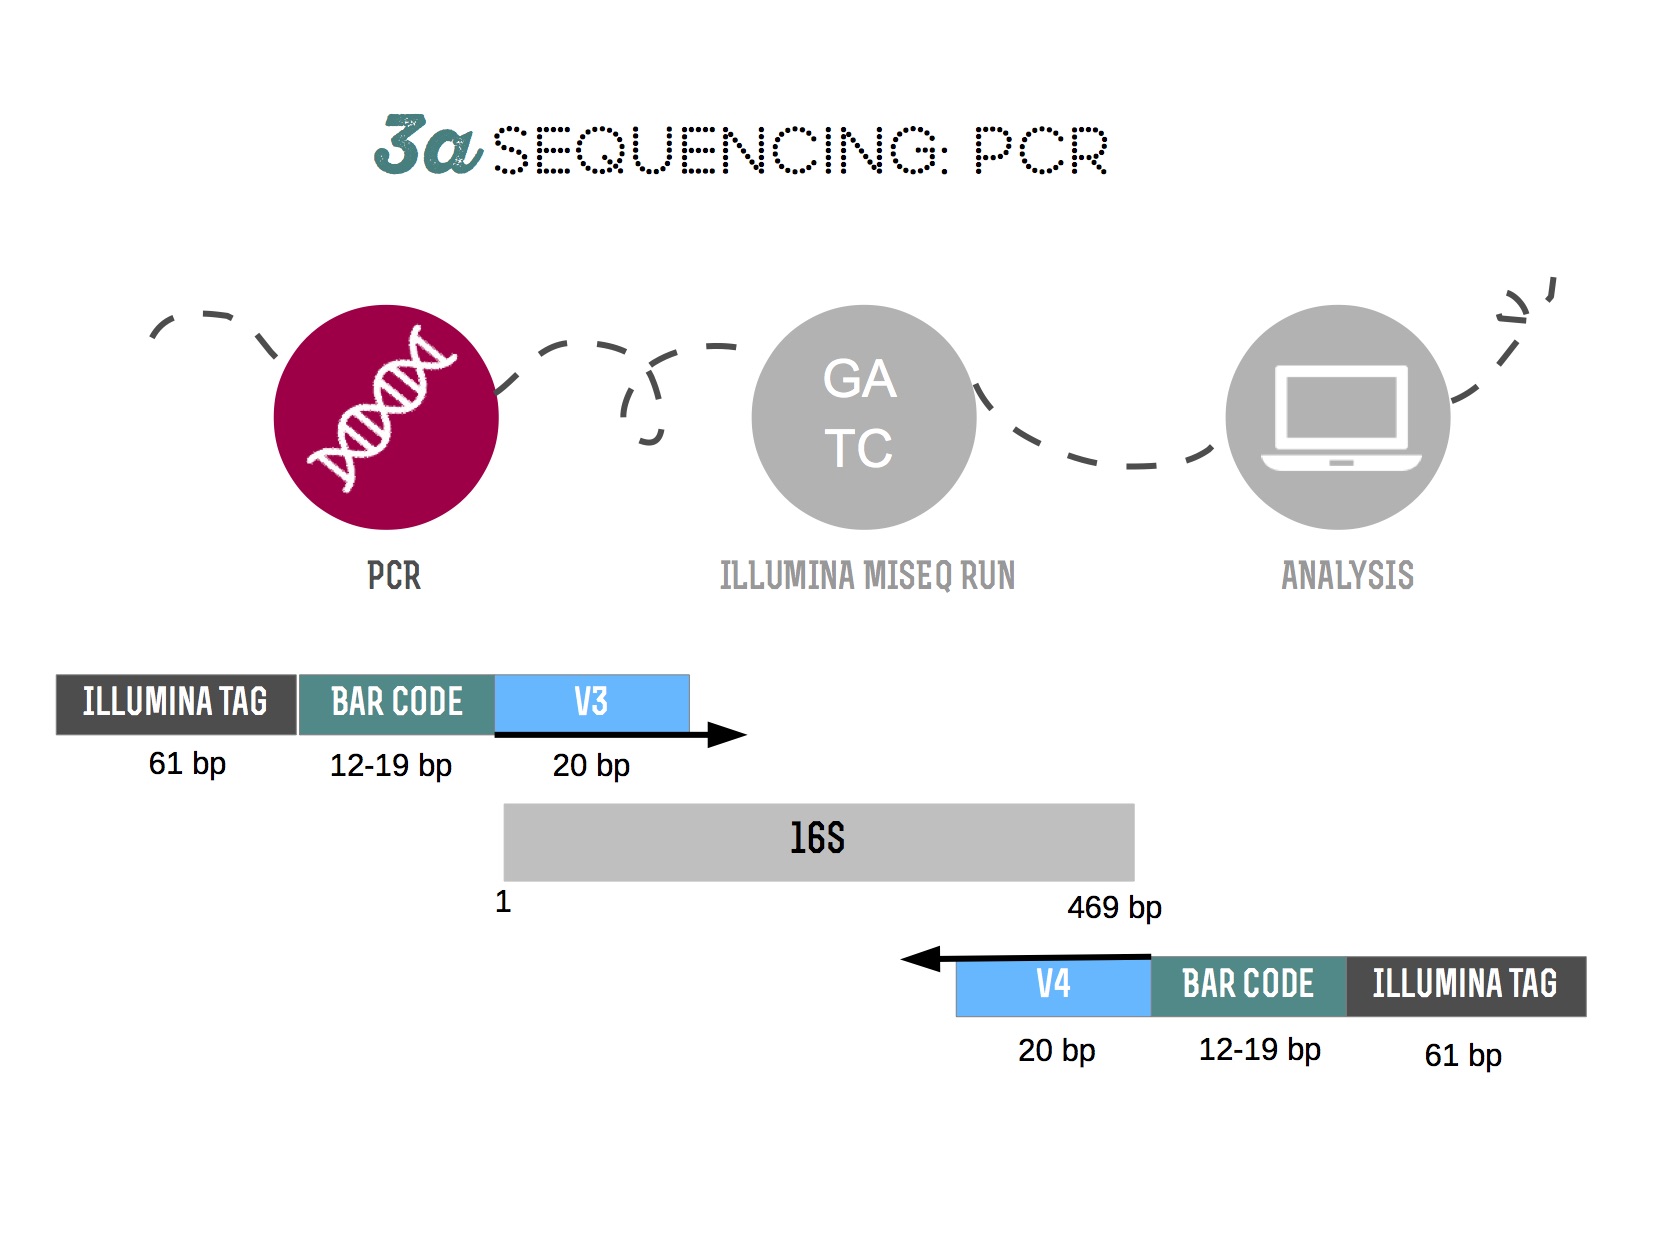 3a SEQUENCING: PCR
GA
TC
PCR
ILLUMINA MISEQ RUN
ANALYSIS
ILLUMINA TAG BAR CODE V3
61 bp 12-19 bp 20 bp
16S
1 469 bp
V4 BAR CODE ILLUMINA TAG
20 bp 12-19 bp 61 bp